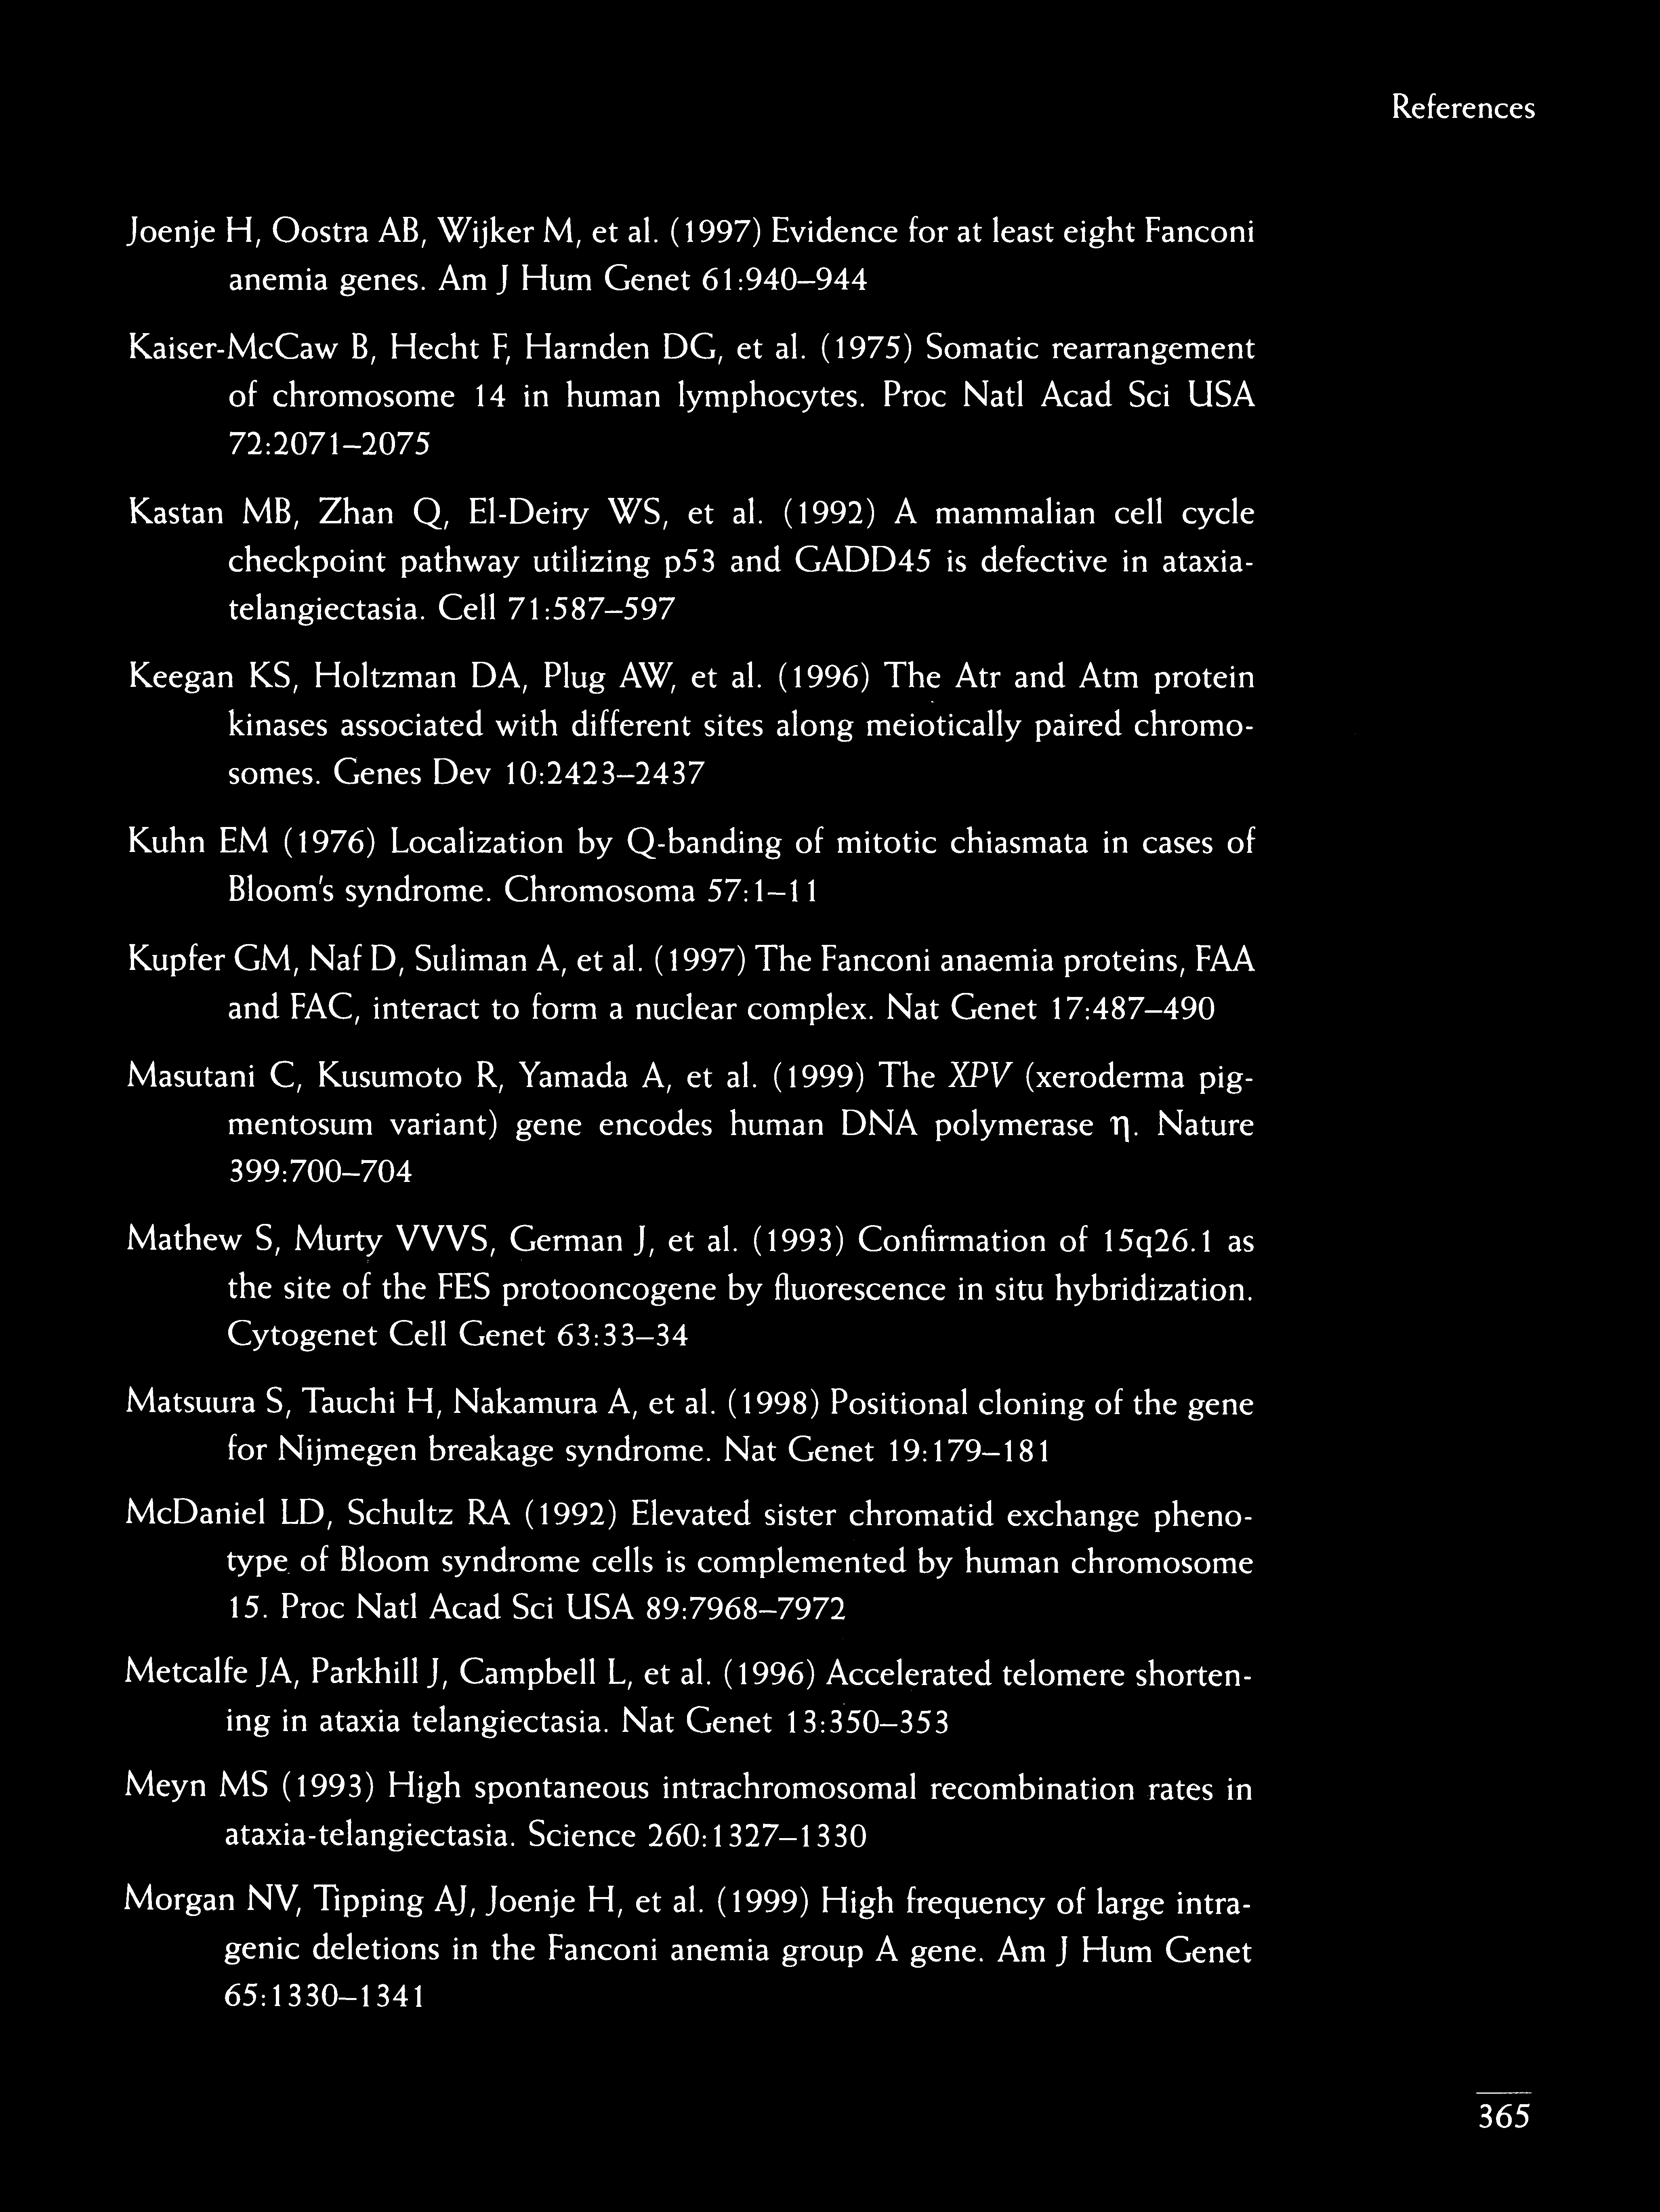 References
Joenje H, Oostra AB, Wijker M, et al. (1997) Evidence for at least eight Fanconi
anemia genes. Am J Hum Genet 61:940–944
Kaiser-McCaw B, Hecht F, Harnden DG, et al. (1975) Somatic rearrangement
of chromosome 14 in human lymphocytes. Proc Natl Acad Sci USA
72:2071–2075
Kastan MB, Zhan Q, El-Deiry WS, et al. (1992) A mammalian cell cycle
checkpoint pathway utilizing p53 and GADD45 is defective in ataxia-
telangiectasia. Cell 71:587–597
Keegan KS, Holtzman DA, Plug AW, et al. (1996) The Atr and Atm protein
kinases associated with different sites along meiotically paired chromo-
somes. Genes Dev 10:2423–2437
Kuhn EM (1976) Localization by Q-banding of mitotic chiasmata in cases of
Bloom's syndrome. Chromosoma 57:1–11
Kupfer GM, Naf D, Suliman A, et al. (1997) The Fanconi anaemia proteins, FAA
and FAC, interact to form a nuclear complex. Nat Genet 17:487–490
Masutani C, Kusumoto R, Yamada A, et al. (1999) The XPV (xeroderma pig-
mentosum variant) gene encodes human DNA polymerase η. Nature
399:700–704
Mathew S, Murty VVVS, German J, et al. (1993) Confirmation of 15q26.1 as
the site of the FES protooncogene by fluorescence in situ hybridization.
Cytogenet Cell Genet 63:33–34
Matsuura S, Tauchi H, Nakamura A, et al. (1998) Positional cloning of the gene
for Nijmegen breakage syndrome. Nat Genet 19:179–181
McDaniel LD, Schultz RA (1992) Elevated sister chromatid exchange pheno-
type of Bloom syndrome cells is complemented by human chromosome
15. Proc Natl Acad Sci USA 89:7968–7972
Metcalfe JA, Parkhill J, Campbell L, et al. (1996) Accelerated telomere shorten-
ing in ataxia telangiectasia. Nat Genet 13:350–353
Meyn MS (1993) High spontaneous intrachromosomal recombination rates in
ataxia-telangiectasia. Science 260:1327–1330
Morgan NV, Tipping AJ, Joenje H, et al. (1999) High frequency of large intra-
genic deletions in the Fanconi anemia group A gene. Am J Hum Genet
65:1330–1341
365